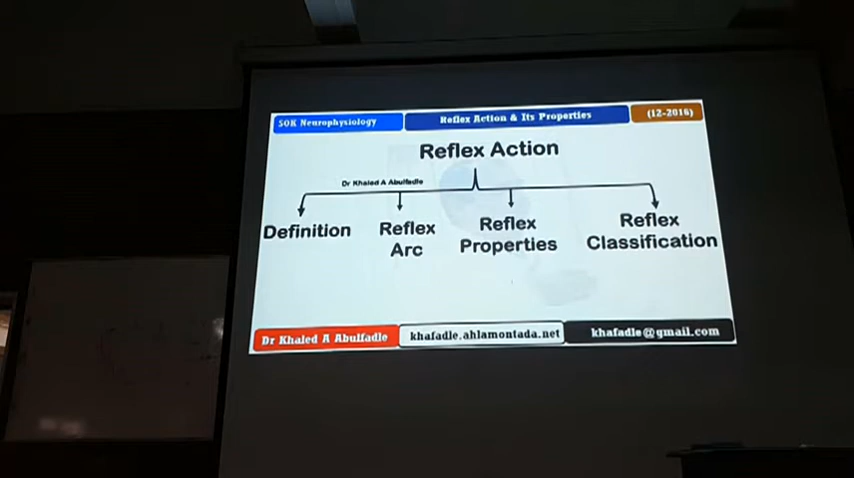 SOK Neurophysiology
Reflex Action & Its Properties
(12-2016)
Reflex Action
Dr Khaled A Abulfadle
Definition
Reflex
Arc
Reflex
Properties
Reflex
Classification
Dr Khaled A Abulfadle
khafadle.ahlamontada.net
khafadle@gmail.com